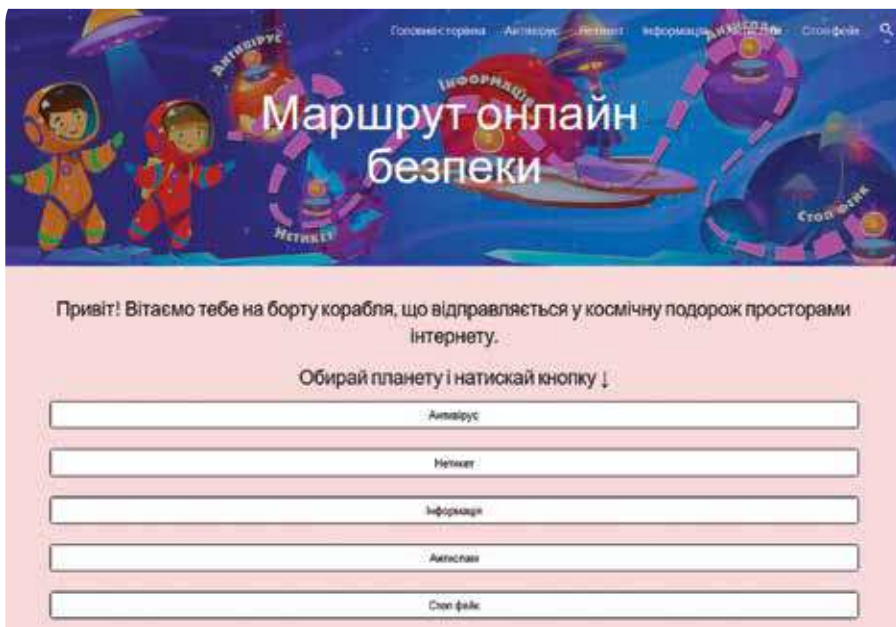 Головна сторінка Антивірус Нетикет Інформація Антиспам Стоп фейк
Антивірус
Інформація
Антиспам
Маршрут онлайн
безпеки
Нетикет
Стоп фейк
Привіт! Вітаємо тебе на борту корабля, що відправляється у космічну подорож просторами
інтернету.
Обирай планету і натискай кнопку ↓
Антивірус
Нетикет
Інформація
Антиспам
Стоп фейк